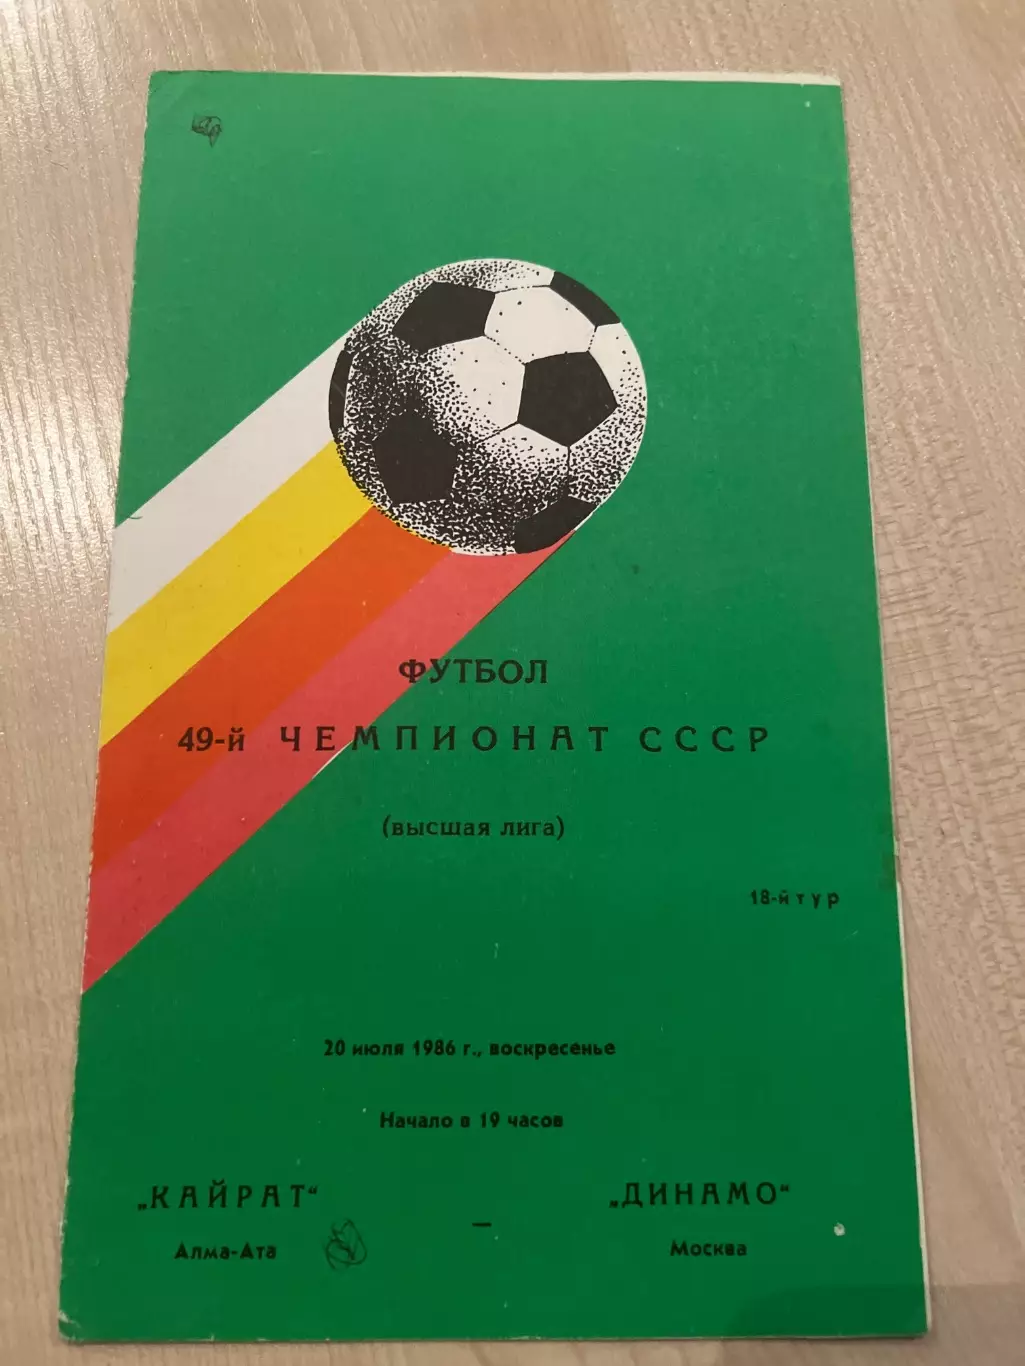 ФУТБОЛ
49-й ЧЕМПИОНАТ СССР
(высшая лига)
18-й тур
20 июля 1986 г., воскресенье
Начало в 19 часов
„КАЙРАТ“ — „ДИНАМО“
Алма-Ата Москва